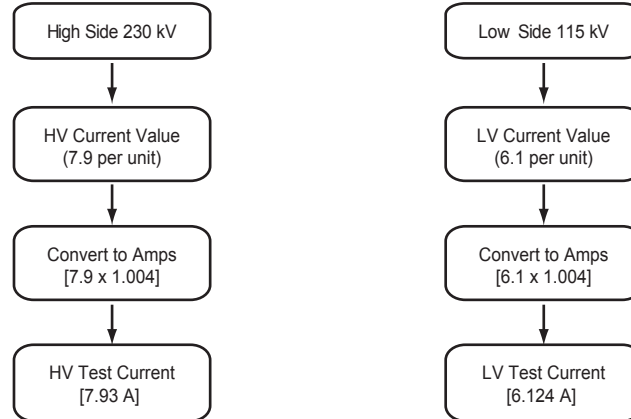 High Side 230 kV
HV Current Value
(7.9 per unit)
Convert to Amps
[7.9 x 1.004]
HV Test Current
[7.93 A]
Low Side 115 kV
LV Current Value
(6.1 per unit)
Convert to Amps
[6.1 x 1.004]
LV Test Current
[6.124 A]